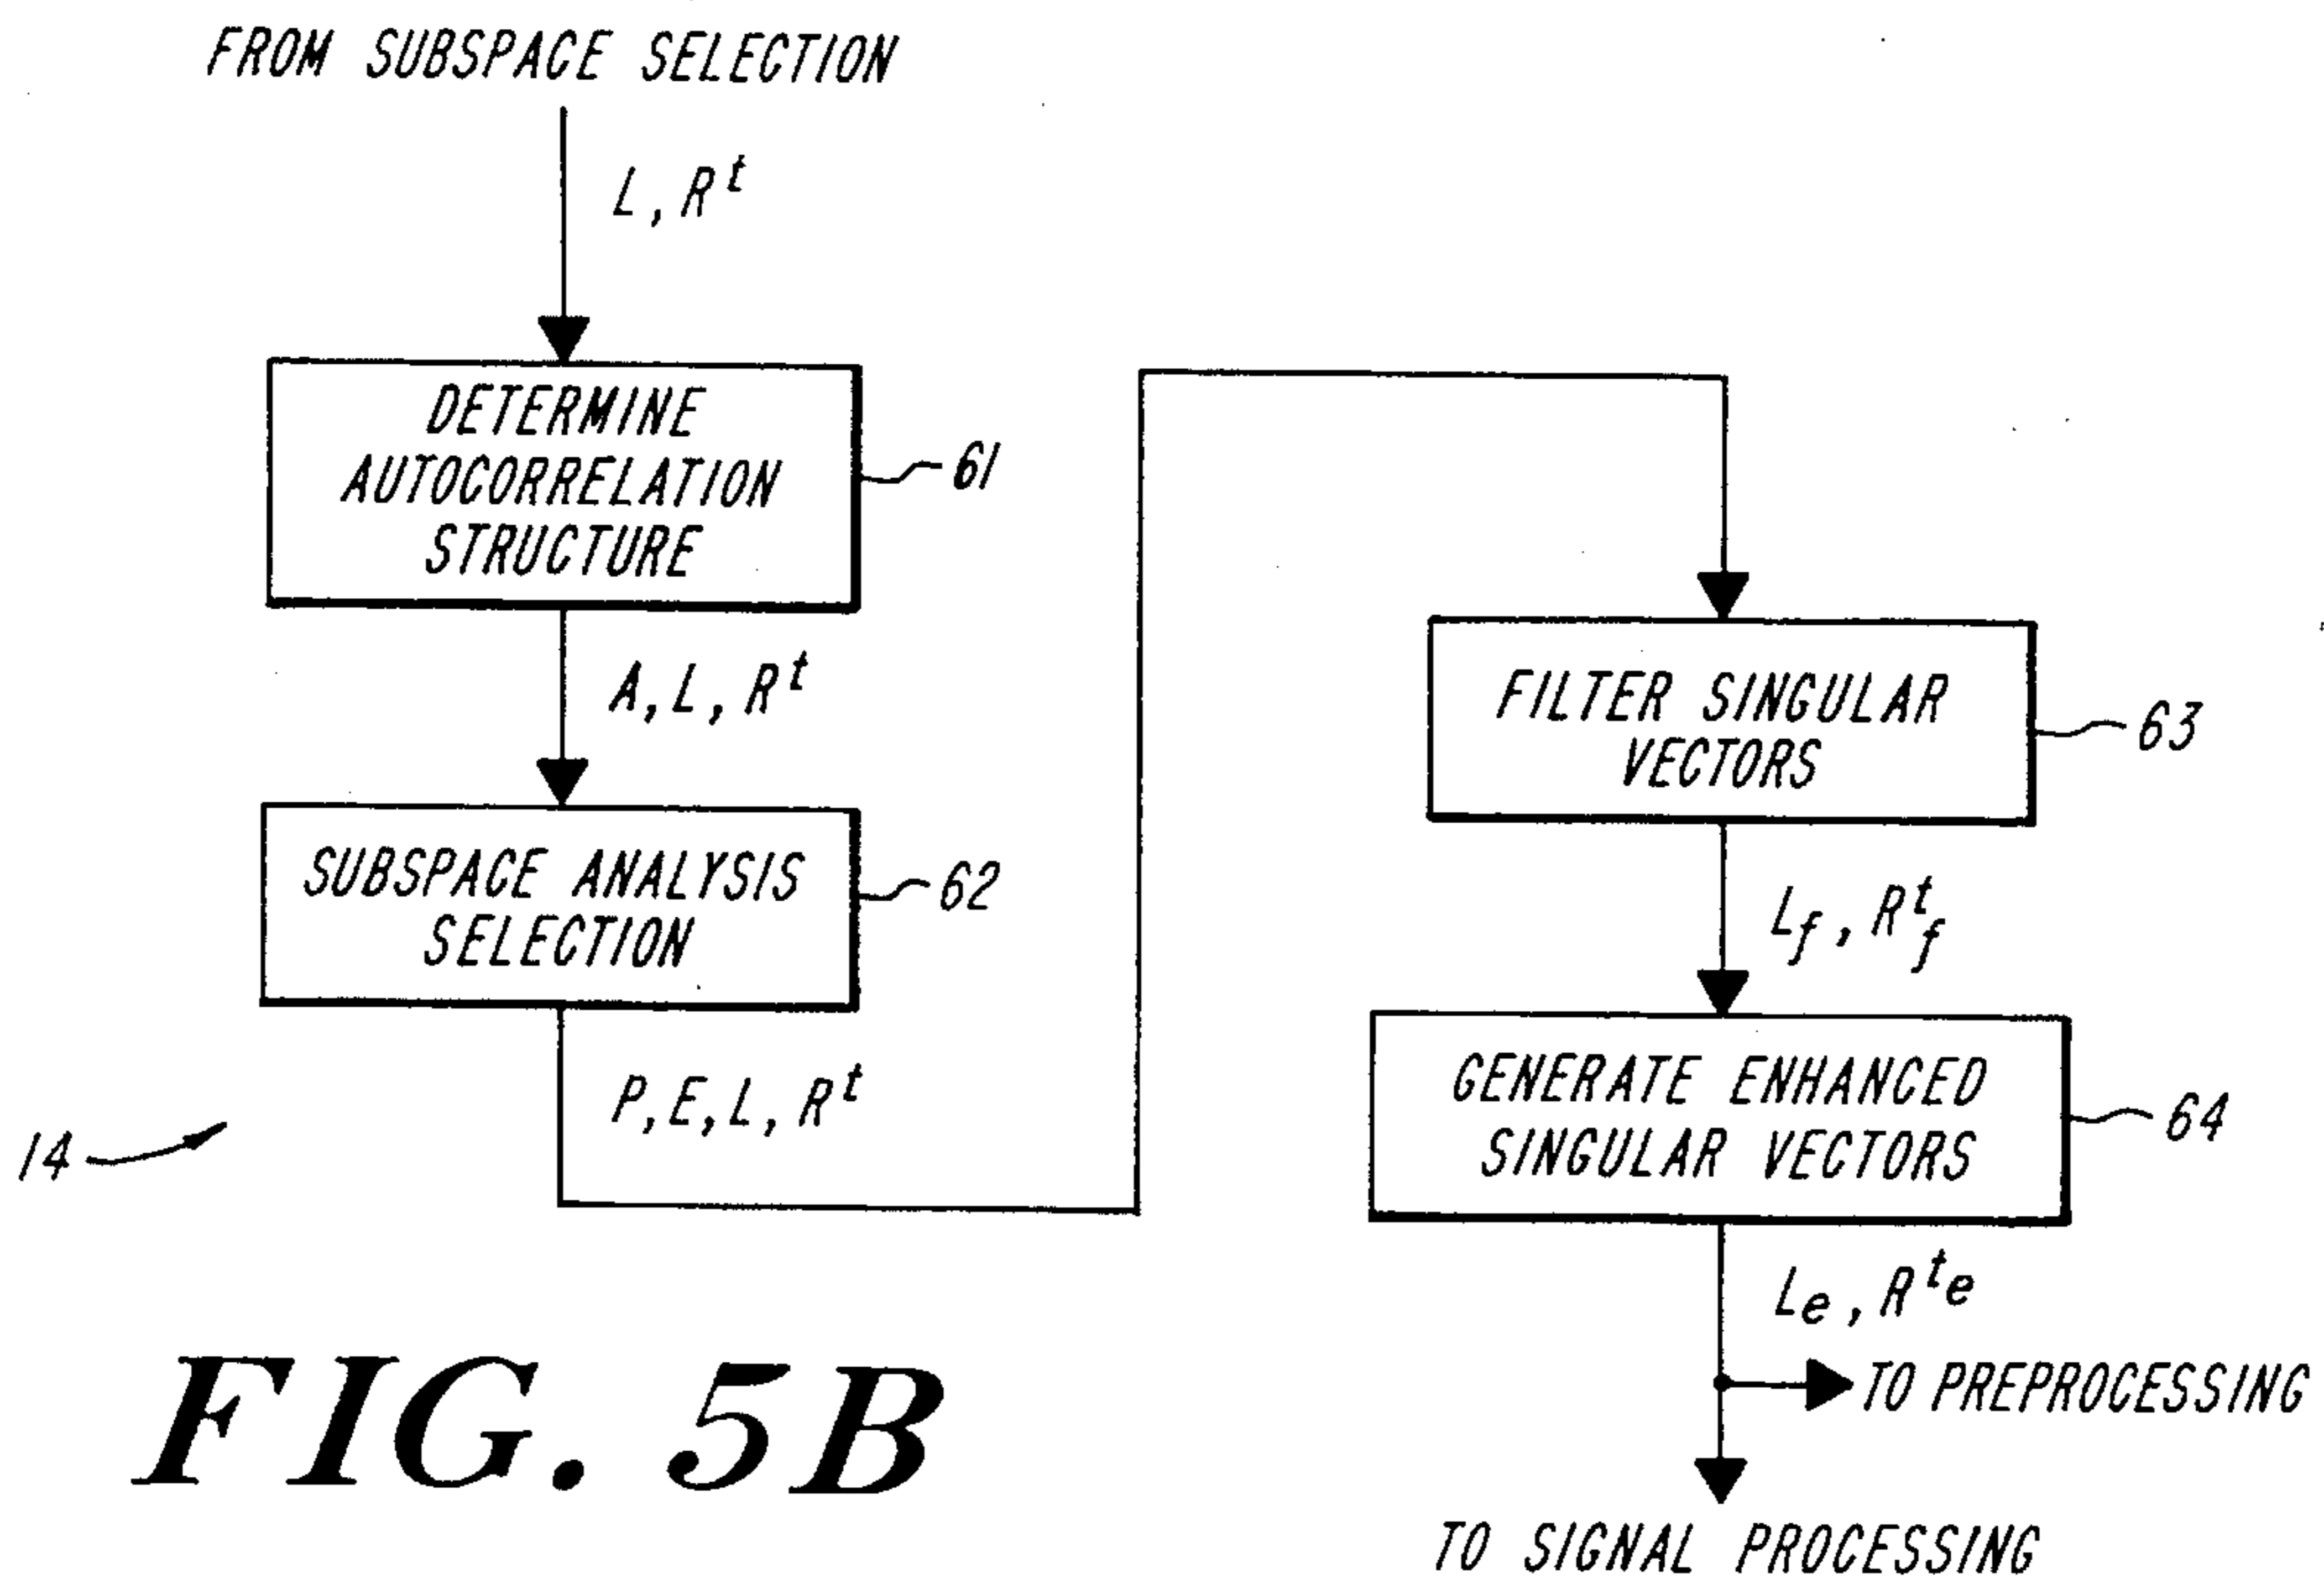 FROM SUBSPACE SELECTION
L, R^t
DETERMINE
AUTOCORRELATION
STRUCTURE
61
A, L, R^t
SUBSPACE ANALYSIS
SELECTION
62
P, E, L, R^t
14
FILTER SINGULAR
VECTORS
63
L_f, R^t_f
GENERATE ENHANCED
SINGULAR VECTORS
64
L_e, R^t_e
TO PREPROCESSING
TO SIGNAL PROCESSING
FIG. 5B